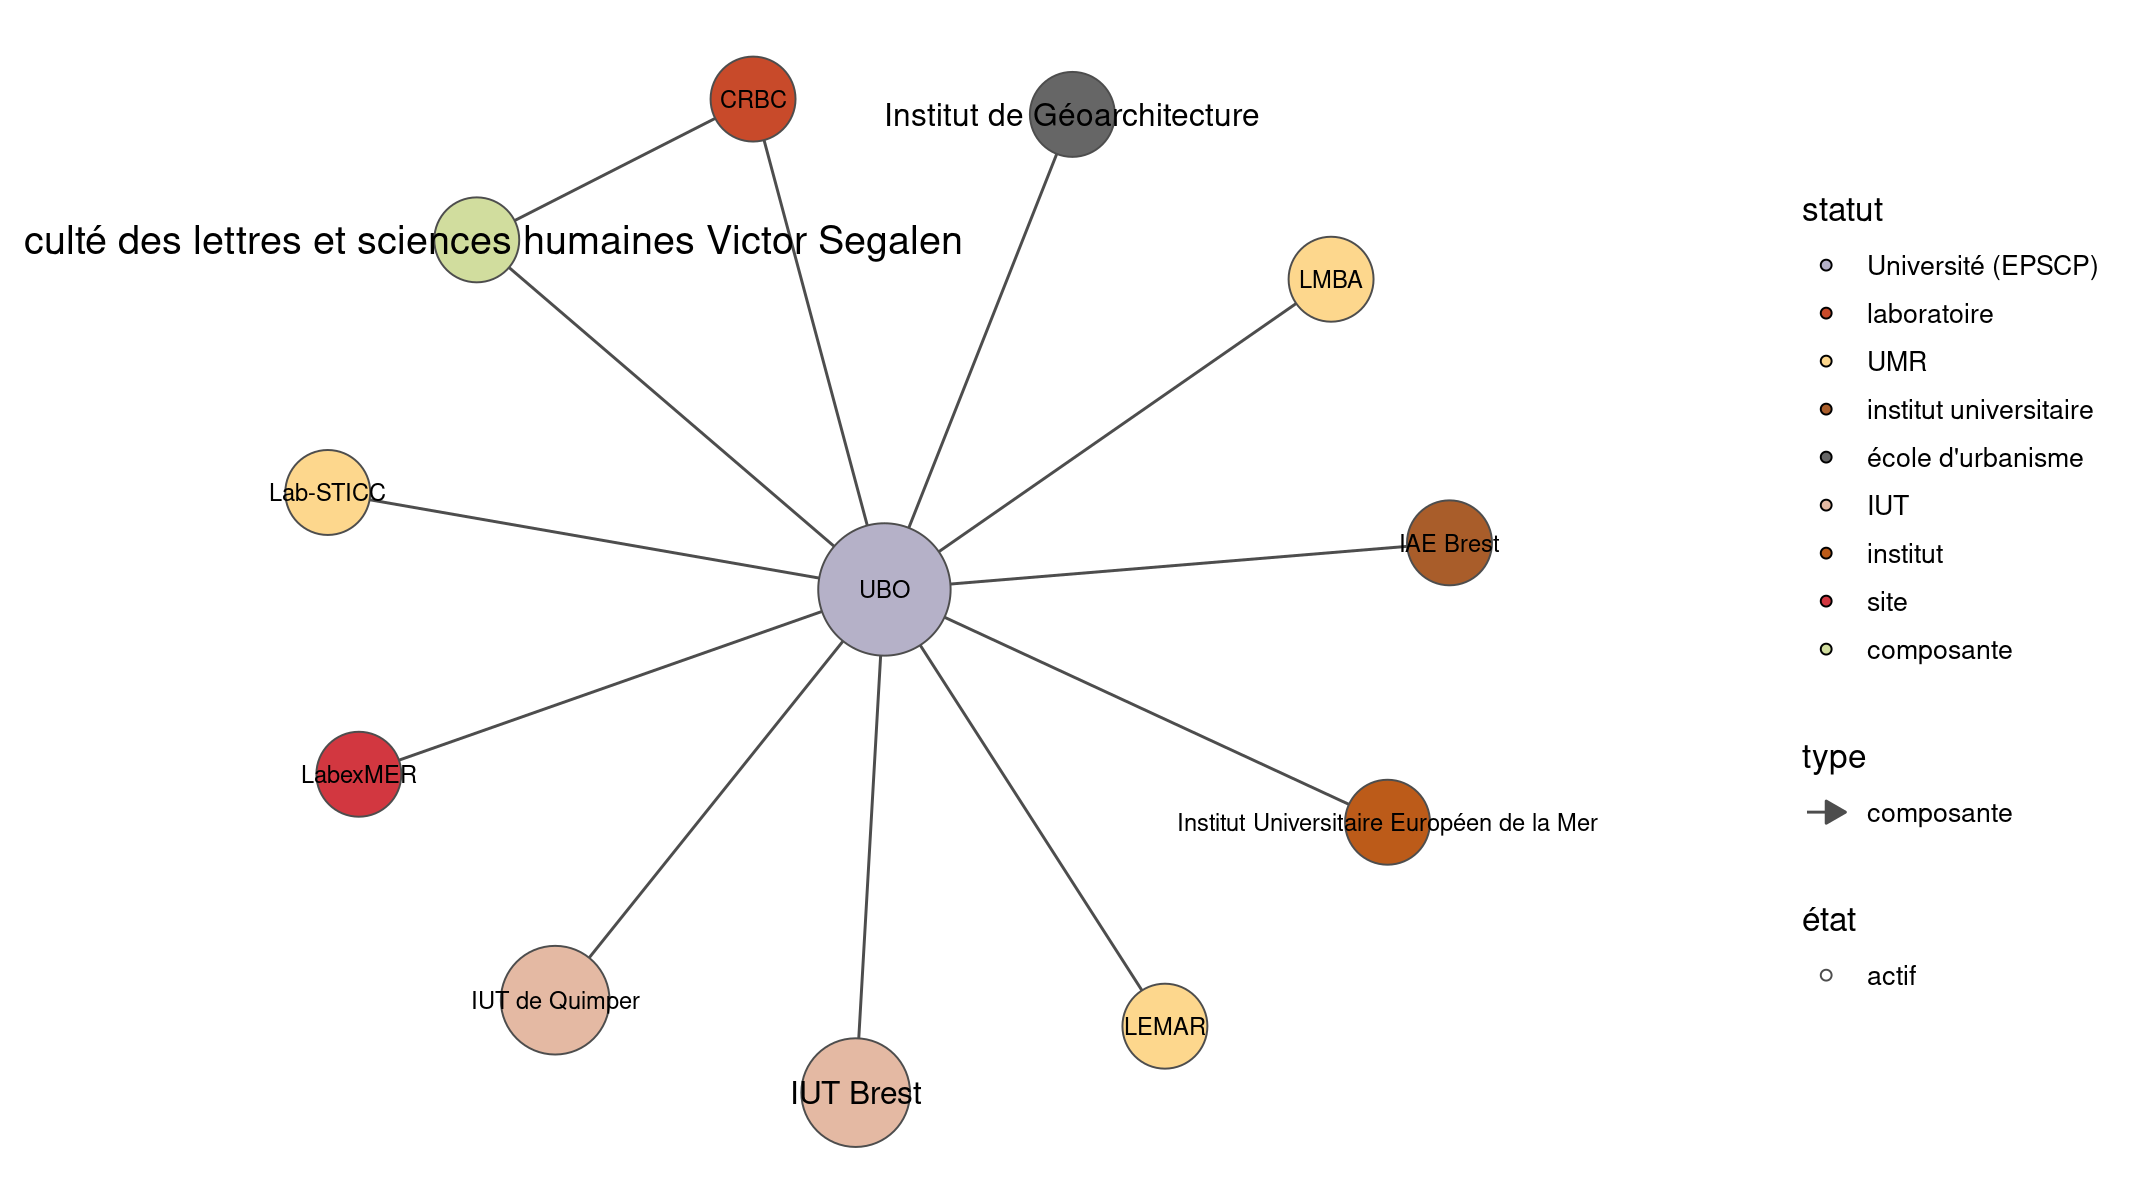 CRBC
Institut de Géoarchitecture
culté des lettres et sciences humaines Victor Segalen
LMBA
Lab-STICC
IAE Brest
UBO
LabexMER
Institut Universitaire Européen de la Mer
IUT de Quimper
LEMAR
IUT Brest
statut
Université (EPSCP)
laboratoire
UMR
institut universitaire
école d'urbanisme
IUT
institut
site
composante
type
composante
état
actif